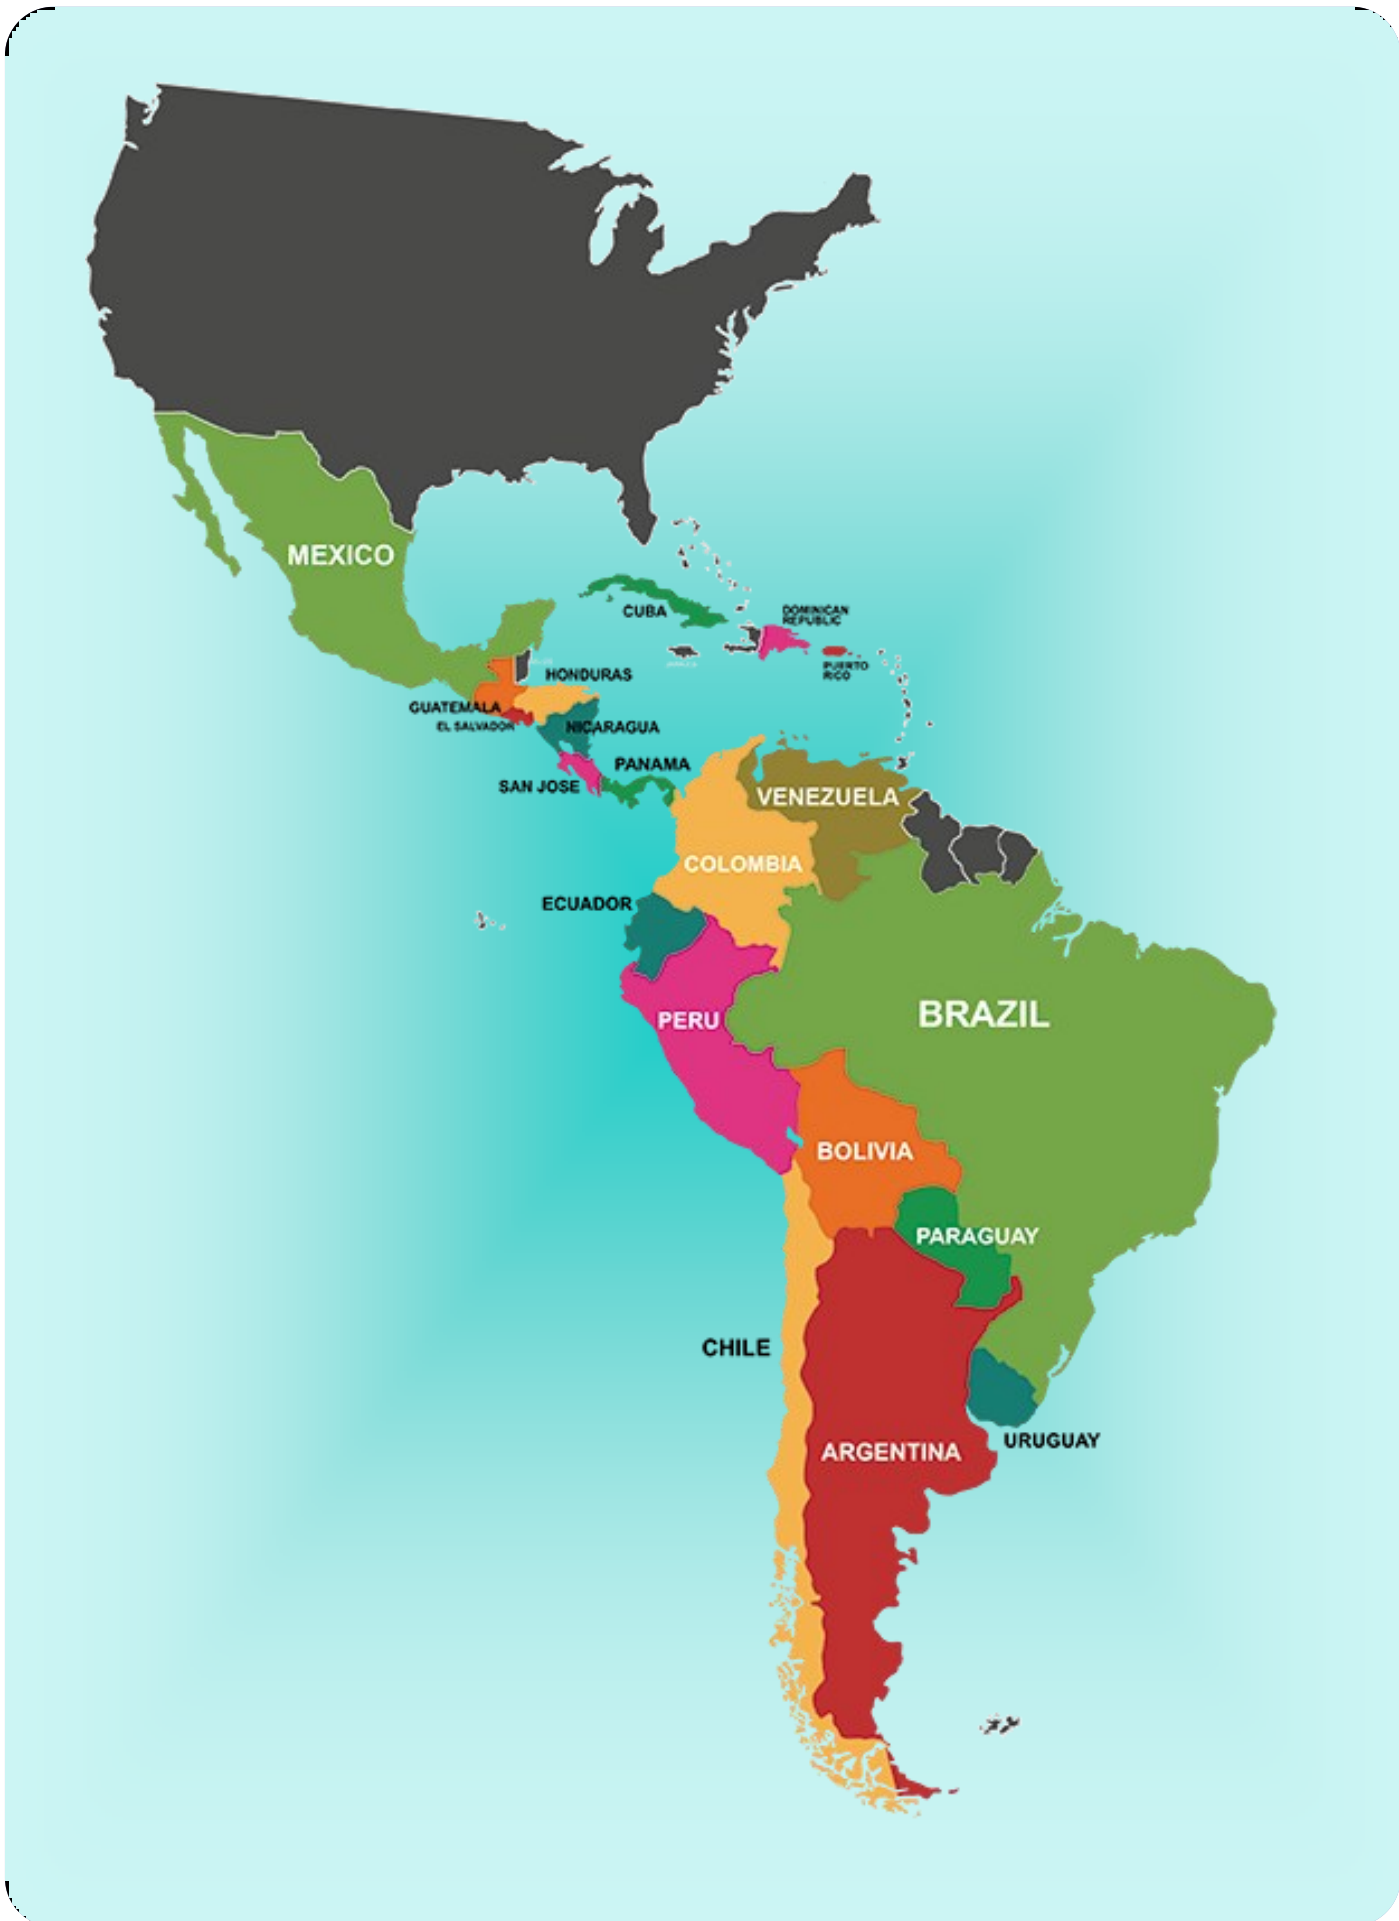 MEXICO
CUBA
DOMINICAN
REPUBLIC
PUERTO
RICO
HONDURAS
GUATEMALA
EL SALVADOR
NICARAGUA
PANAMA
SAN JOSE
VENEZUELA
COLOMBIA
ECUADOR
BRAZIL
PERU
BOLIVIA
PARAGUAY
CHILE
URUGUAY
ARGENTINA